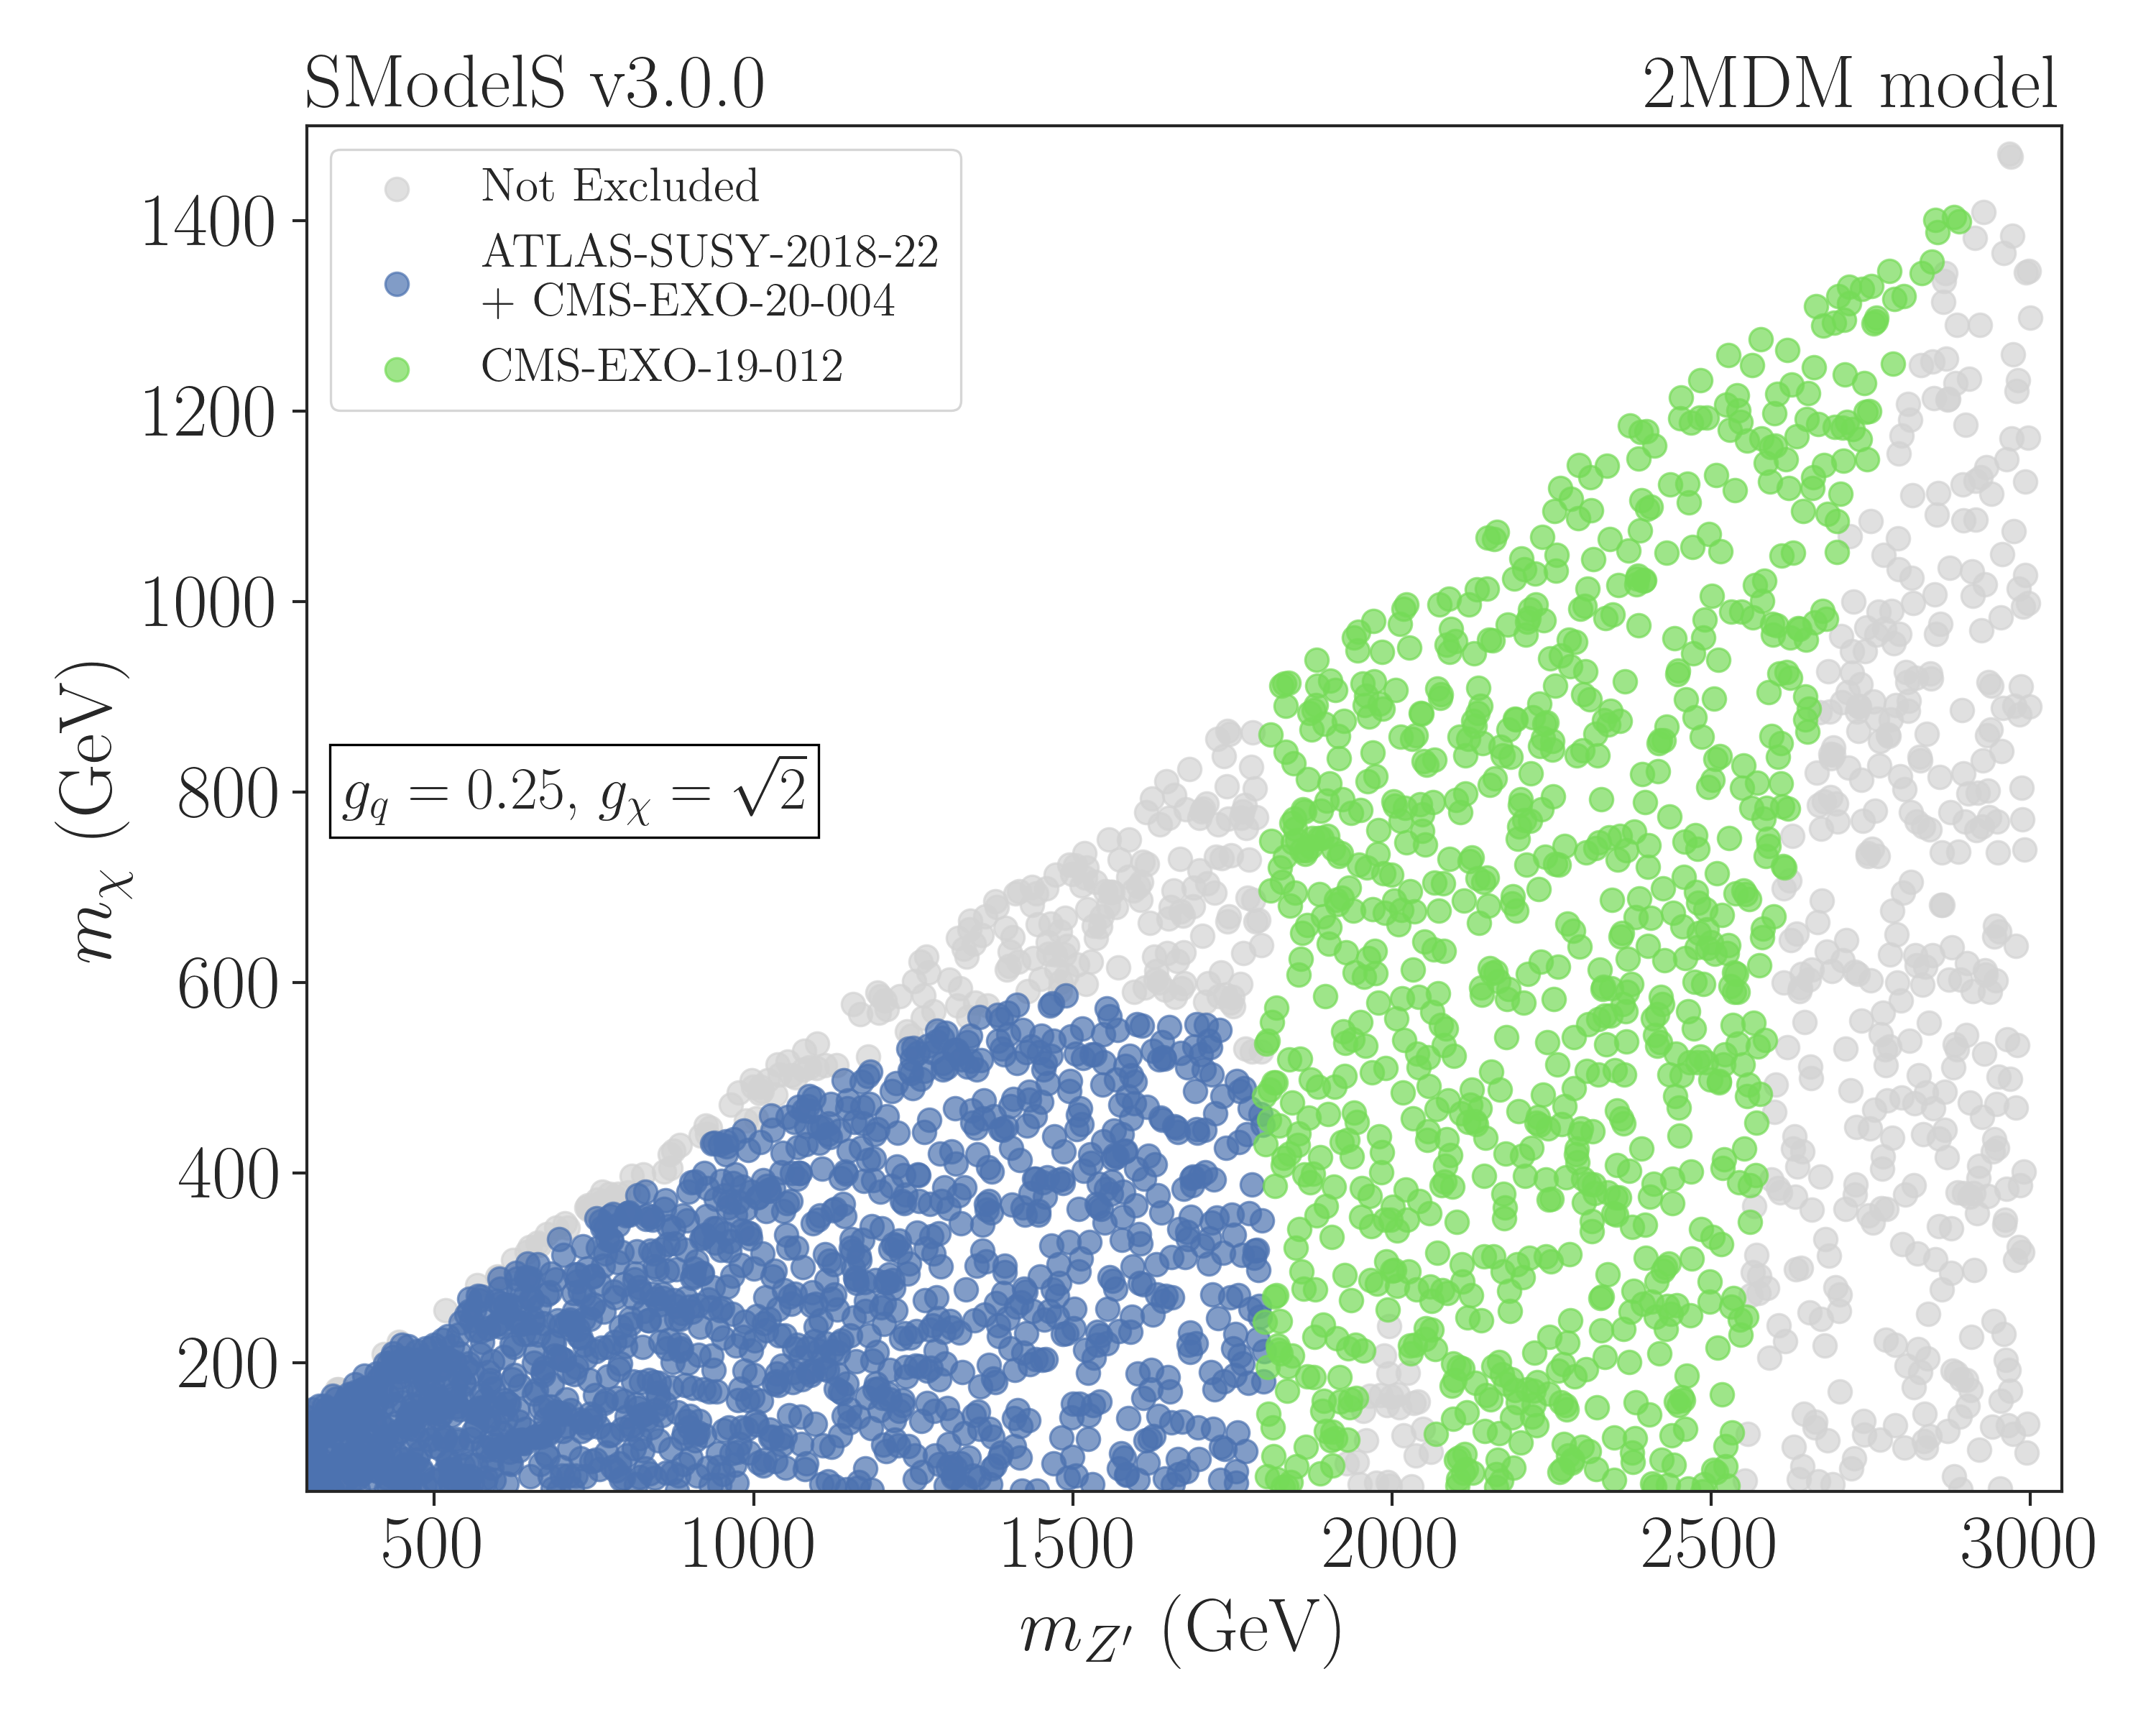 SModelS v3.0.0
2MDM model
Not Excluded
ATLAS-SUSY-2018-22
+ CMS-EXO-20-004
CMS-EXO-19-012
g_q = 0.25, g_χ = √2
1400
1200
1000
800
600
400
200
m_χ (GeV)
500 1000 1500 2000 2500 3000
m_{Z′} (GeV)